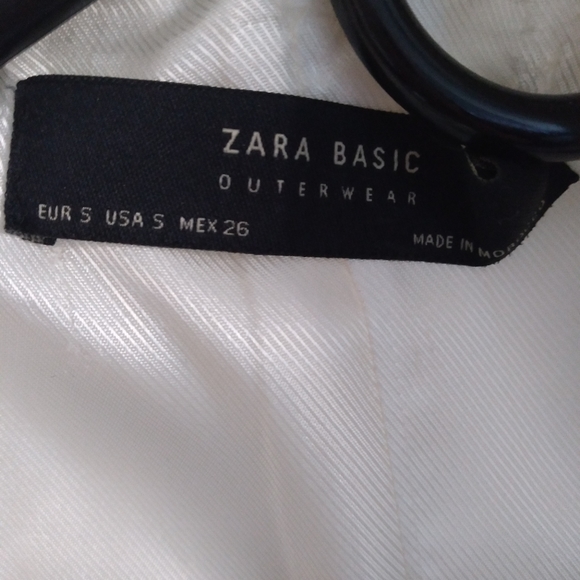 ZARA BASIC
OUTERWEAR
EUR S USA S MEX 26
MADE IN